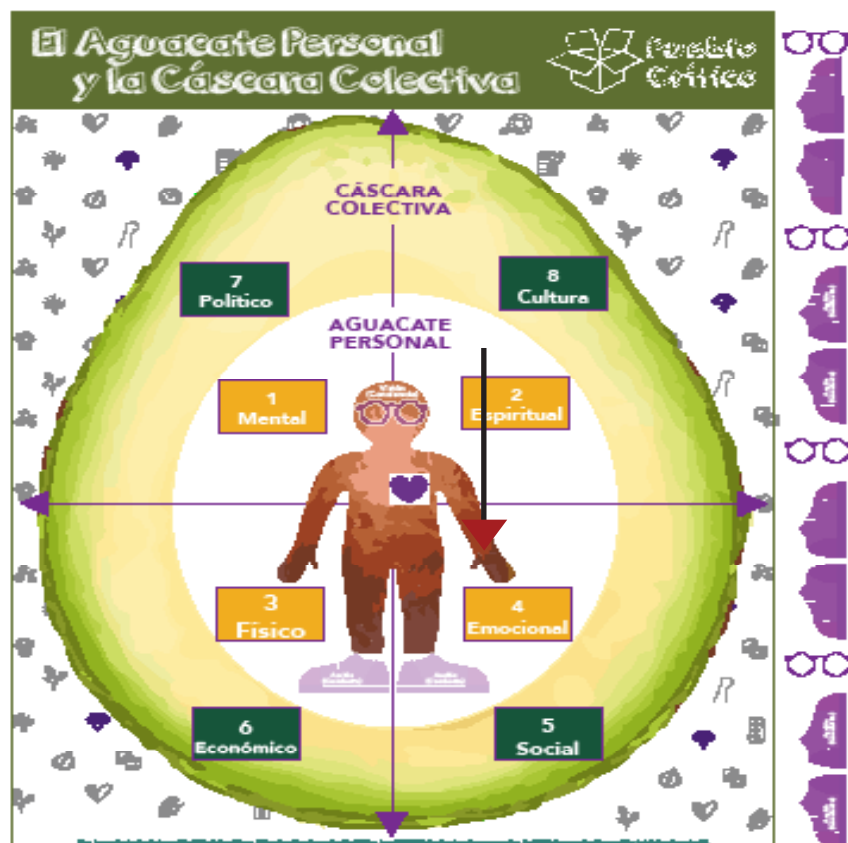 El Aguacate Personal
y la Cáscara Colectiva
Pueblo
Crítico
CÁSCARA
COLECTIVA
7
Político
8
Cultura
AGUACATE
PERSONAL
1
Mental
2
Espiritual
3
Físico
4
Emocional
6
Económico
5
Social